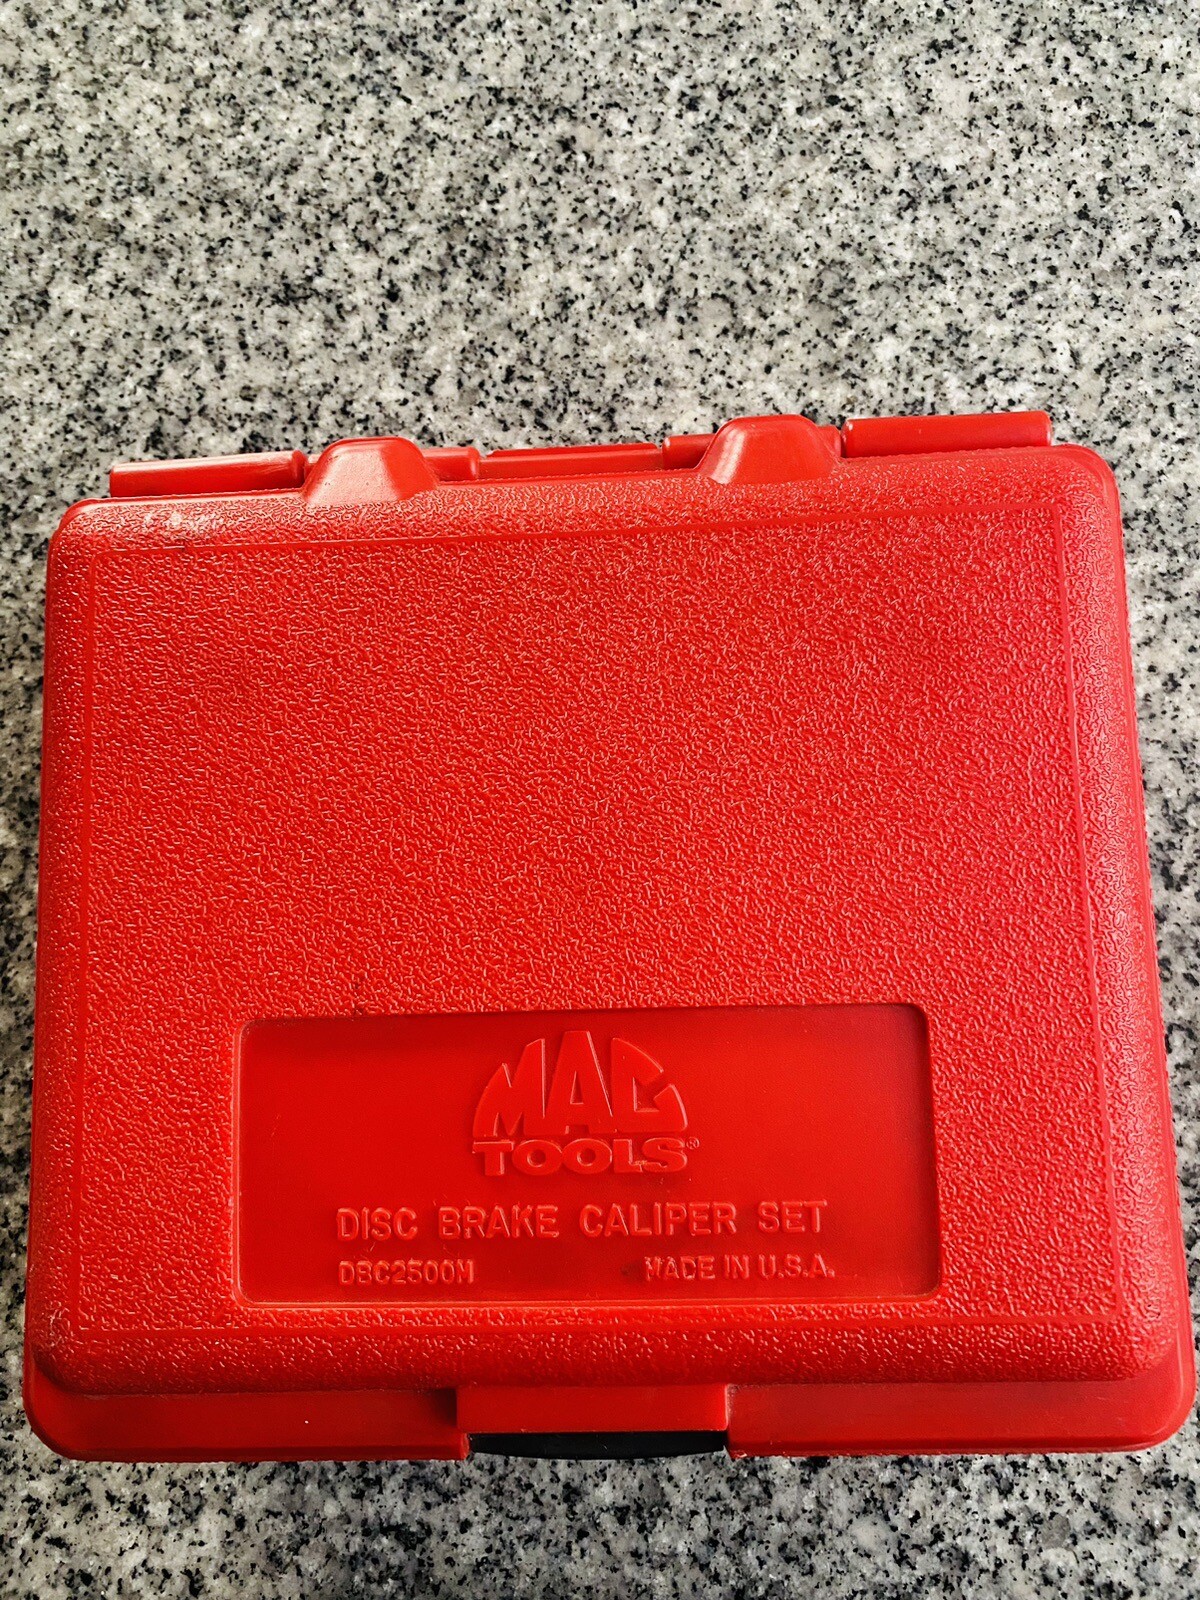 MAC
TOOLS®
DISC BRAKE CALIPER SET
DBC2500M MADE IN U.S.A.